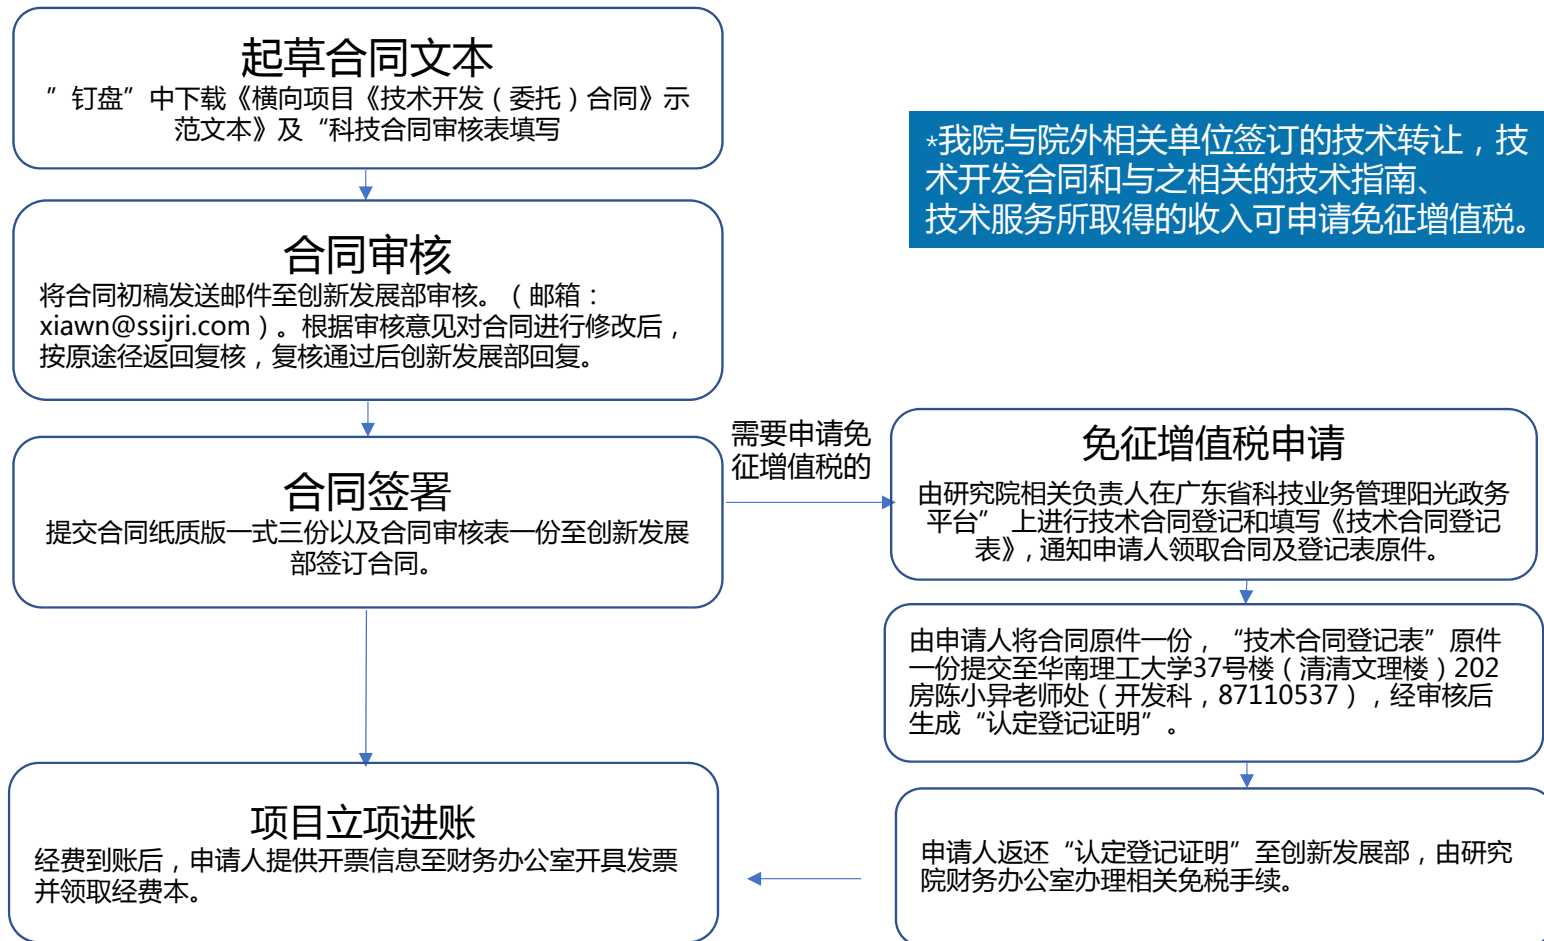 起草合同文本
”钉盘”中下载《横向项目《技术开发（委托）合同》示
范文本》及“科技合同审核表填写
*我院与院外相关单位签订的技术转让，技
术开发合同和与之相关的技术指南、
技术服务所取得的收入可申请免征增值税。
合同审核
将合同初稿发送邮件至创新发展部审核。（邮箱：
xiawn@ssijri.com）。根据审核意见对合同进行修改后，
按原途径返回复核，复核通过后创新发展部回复。
合同签署
提交合同纸质版一式三份以及合同审核表一份至创新发展
部签订合同。
需要申请免
征增值税的
免征增值税申请
由研究院相关负责人在广东省科技业务管理阳光政务
平台” 上进行技术合同登记和填写《技术合同登记
表》，通知申请人领取合同及登记表原件。
由申请人将合同原件一份，“技术合同登记表”原件
一份提交至华南理工大学37号楼（清清文理楼）202
房陈小异老师处（开发科，87110537），经审核后
生成“认定登记证明”。
项目立项进账
经费到账后，申请人提供开票信息至财务办公室开具发票
并领取经费本。
申请人返还“认定登记证明”至创新发展部，由研究
院财务办公室办理相关免税手续。